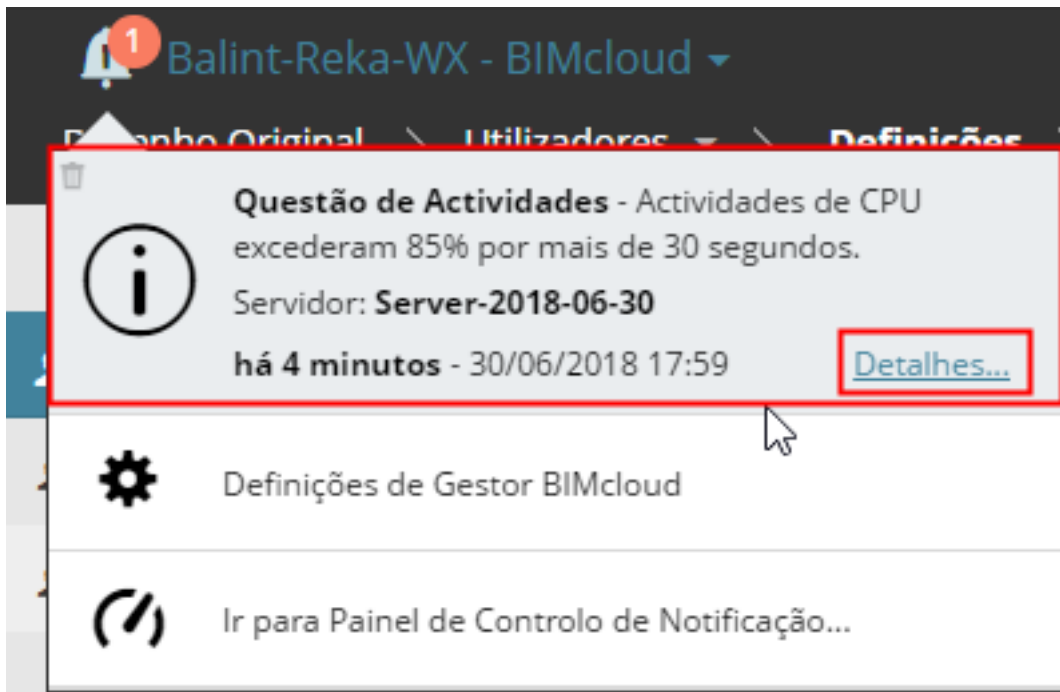 1
Balint-Reka-WX - BIMcloud
Original Utilizadores Definições
Questão de Actividades - Actividades de CPU
excederam 85% por mais de 30 segundos.
Servidor: Server-2018-06-30
há 4 minutos - 30/06/2018 17:59 Detalhes...
Definições de Gestor BIMcloud
Ir para Painel de Controlo de Notificação...